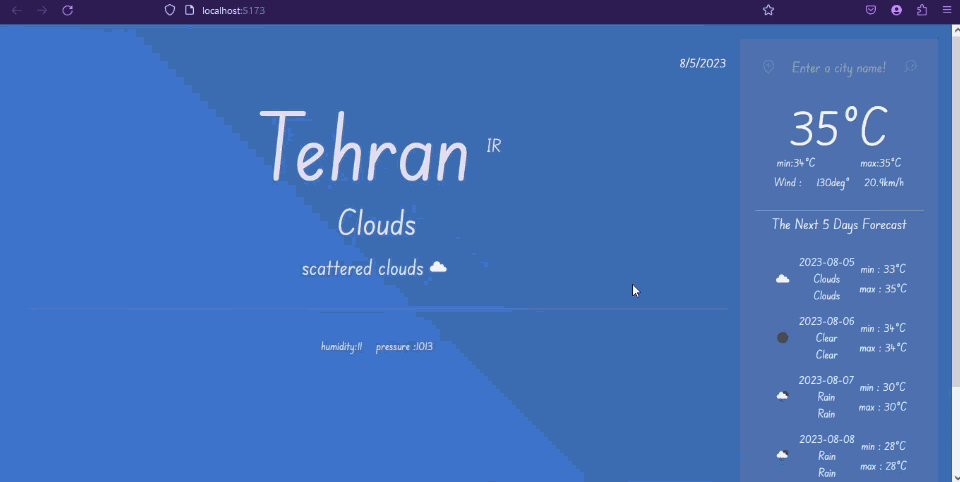 localhost:5173
8/5/2023
Tehran IR
Clouds
scattered clouds
humidity:11 pressure :1013
Enter a city name!
35°C
min:34°C max:35°C
Wind : 130deg° 20.9km/h
The Next 5 Days Forecast
2023-08-05
Clouds
Clouds
min : 33°C
max : 35°C
2023-08-06
Clear
Clear
min : 34°C
max : 34°C
2023-08-07
Rain
Rain
min : 30°C
max : 30°C
2023-08-08
Rain
Rain
min : 28°C
max : 28°C